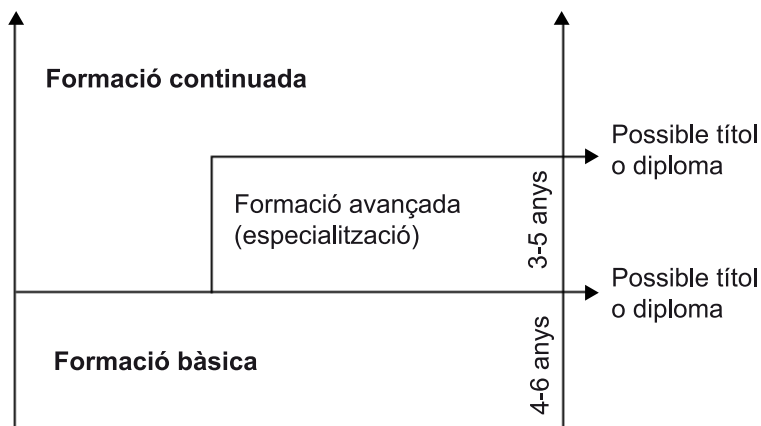 Formació continuada
Possible títol
o diploma
Formació avançada
(especialització)
3-5 anys
Possible títol
o diploma
Formació bàsica
4-6 anys